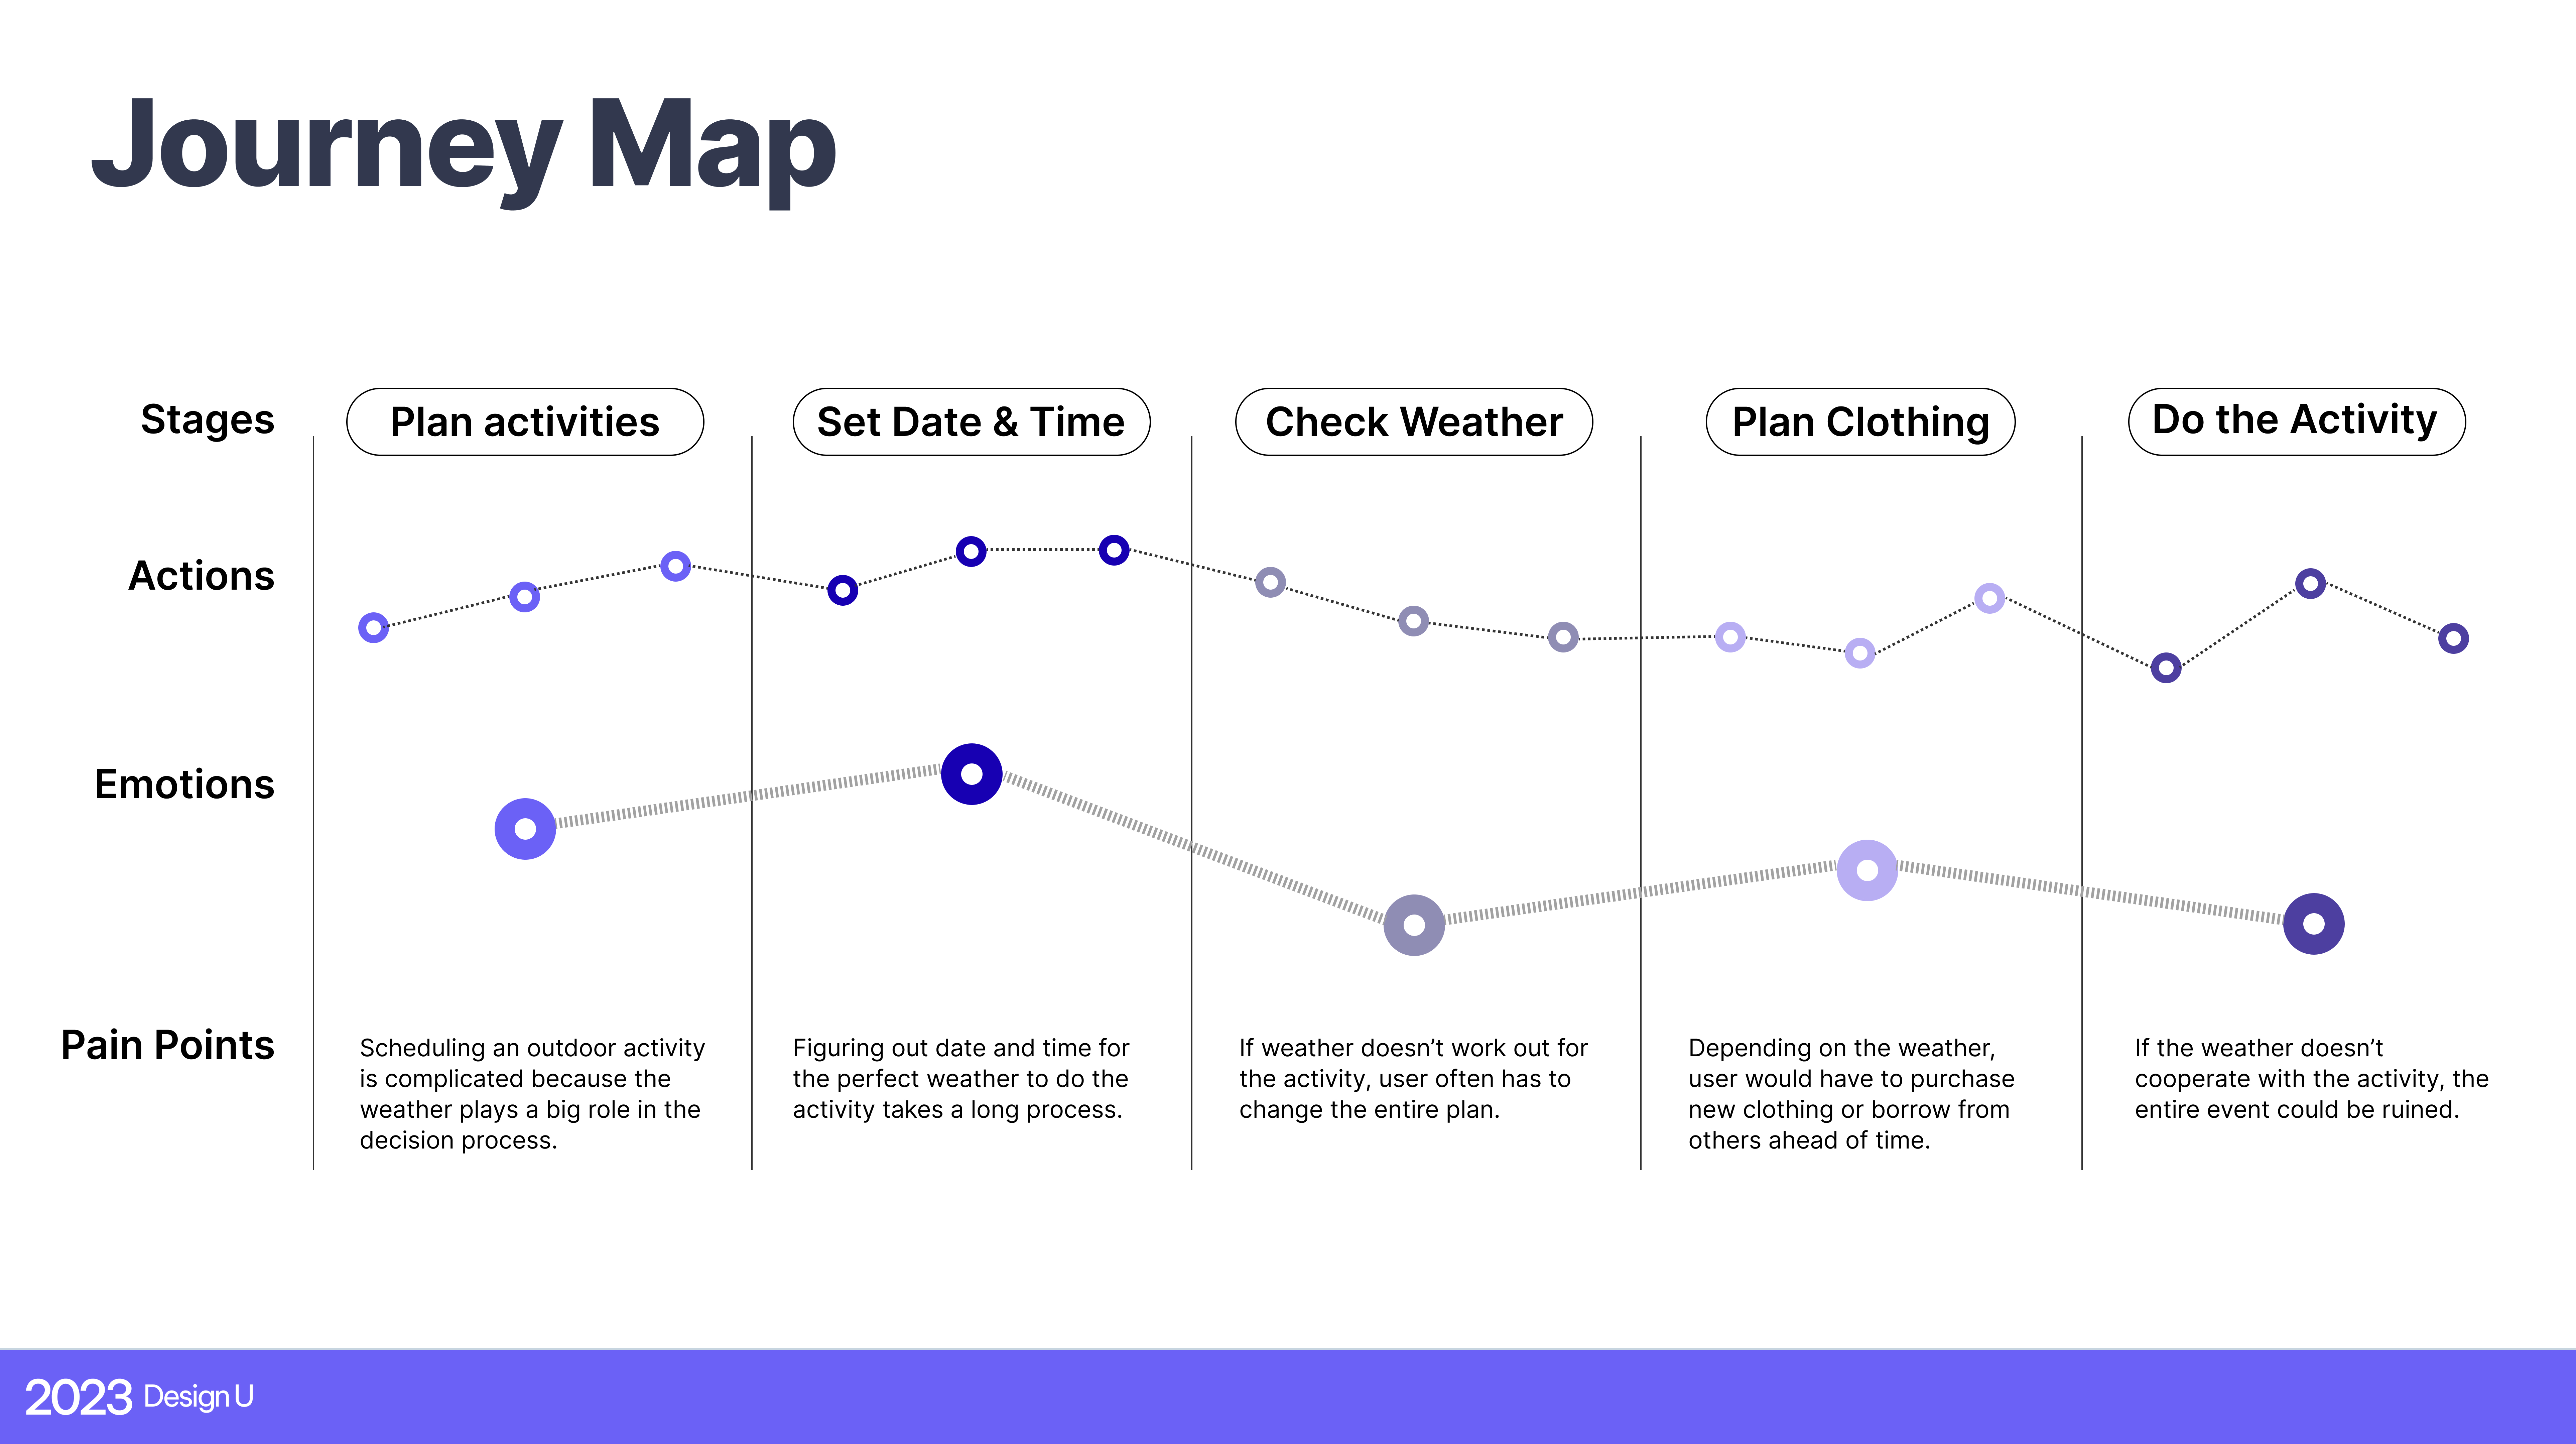 Journey Map
Stages
Plan activities
Set Date & Time
Check Weather
Plan Clothing
Do the Activity
Actions
Emotions
Pain Points
Scheduling an outdoor activity
is complicated because the
weather plays a big role in the
decision process.
Figuring out date and time for
the perfect weather to do the
activity takes a long process.
If weather doesn’t work out for
the activity, user often has to
change the entire plan.
Depending on the weather,
user would have to purchase
new clothing or borrow from
others ahead of time.
If the weather doesn’t
cooperate with the activity, the
entire event could be ruined.
2023 Design U